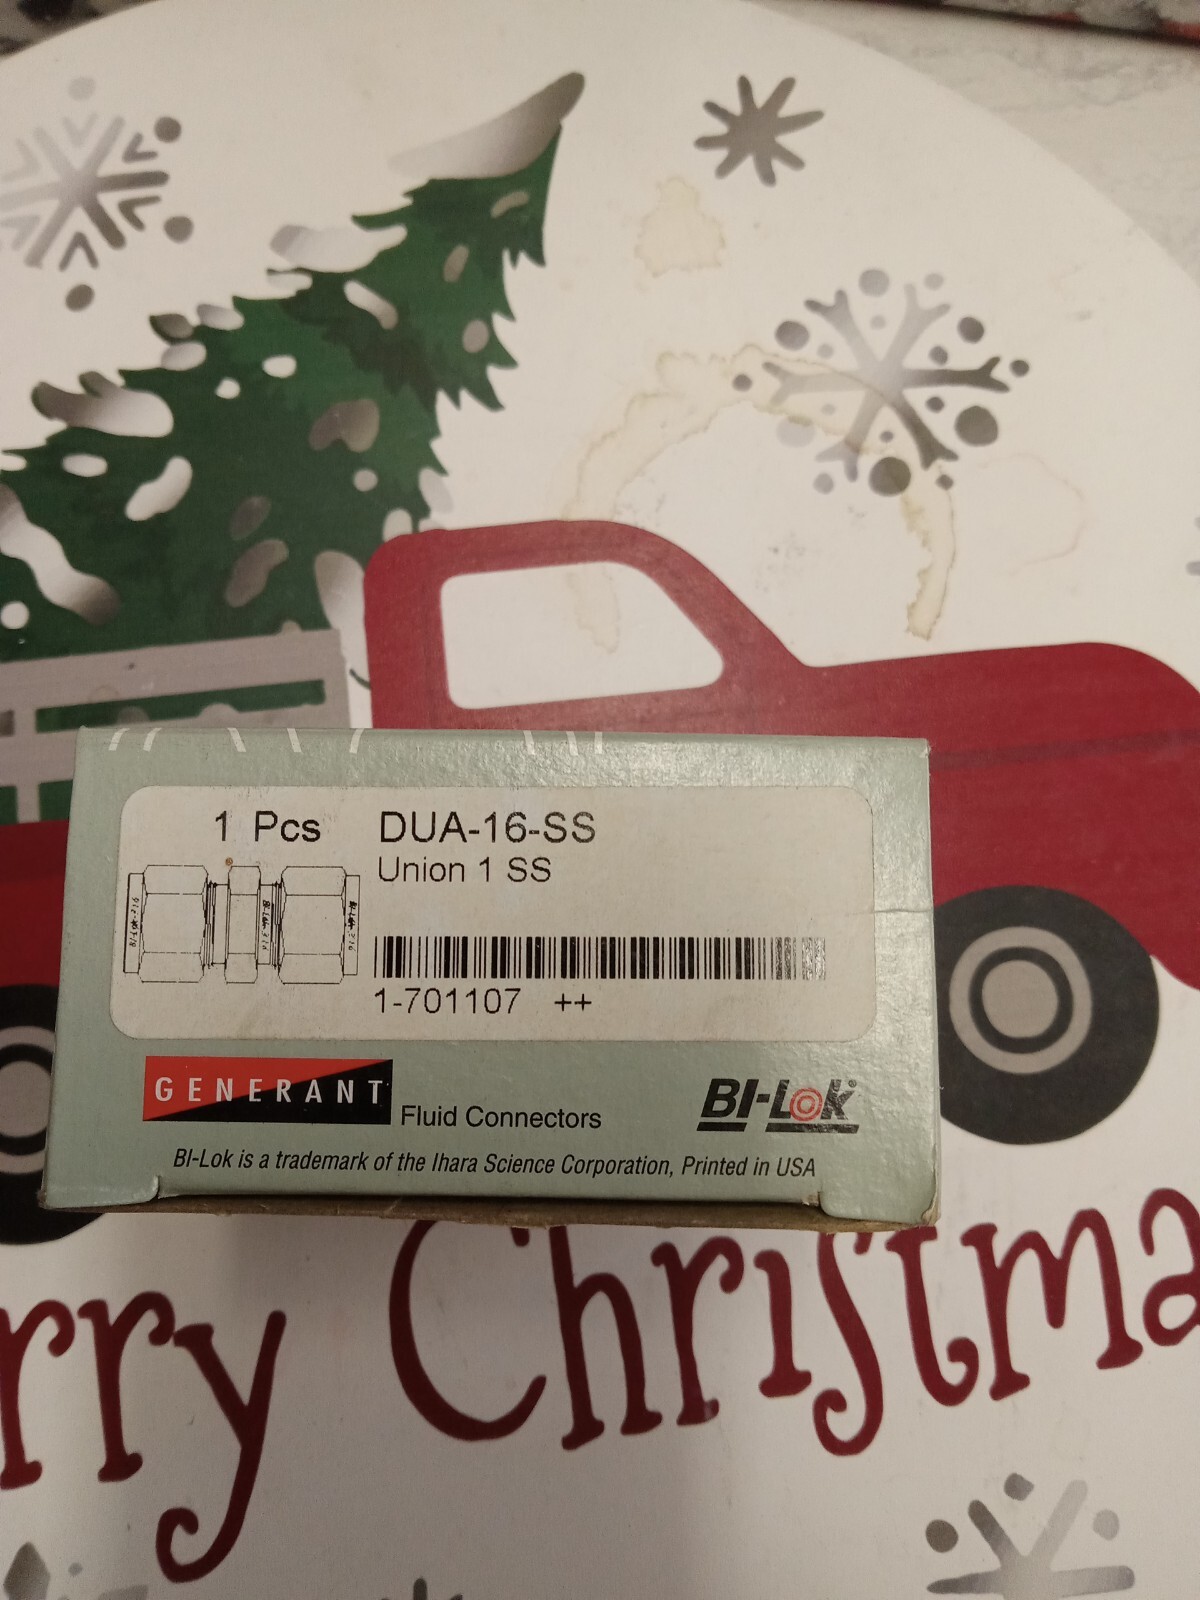 1 Pcs DUA-16-SS
Union 1 SS
1-701107 ++
GENERANT Fluid Connectors
BI-LOK
BI-Lok is a trademark of the Ihara Science Corporation, Printed in USA
rry Christma